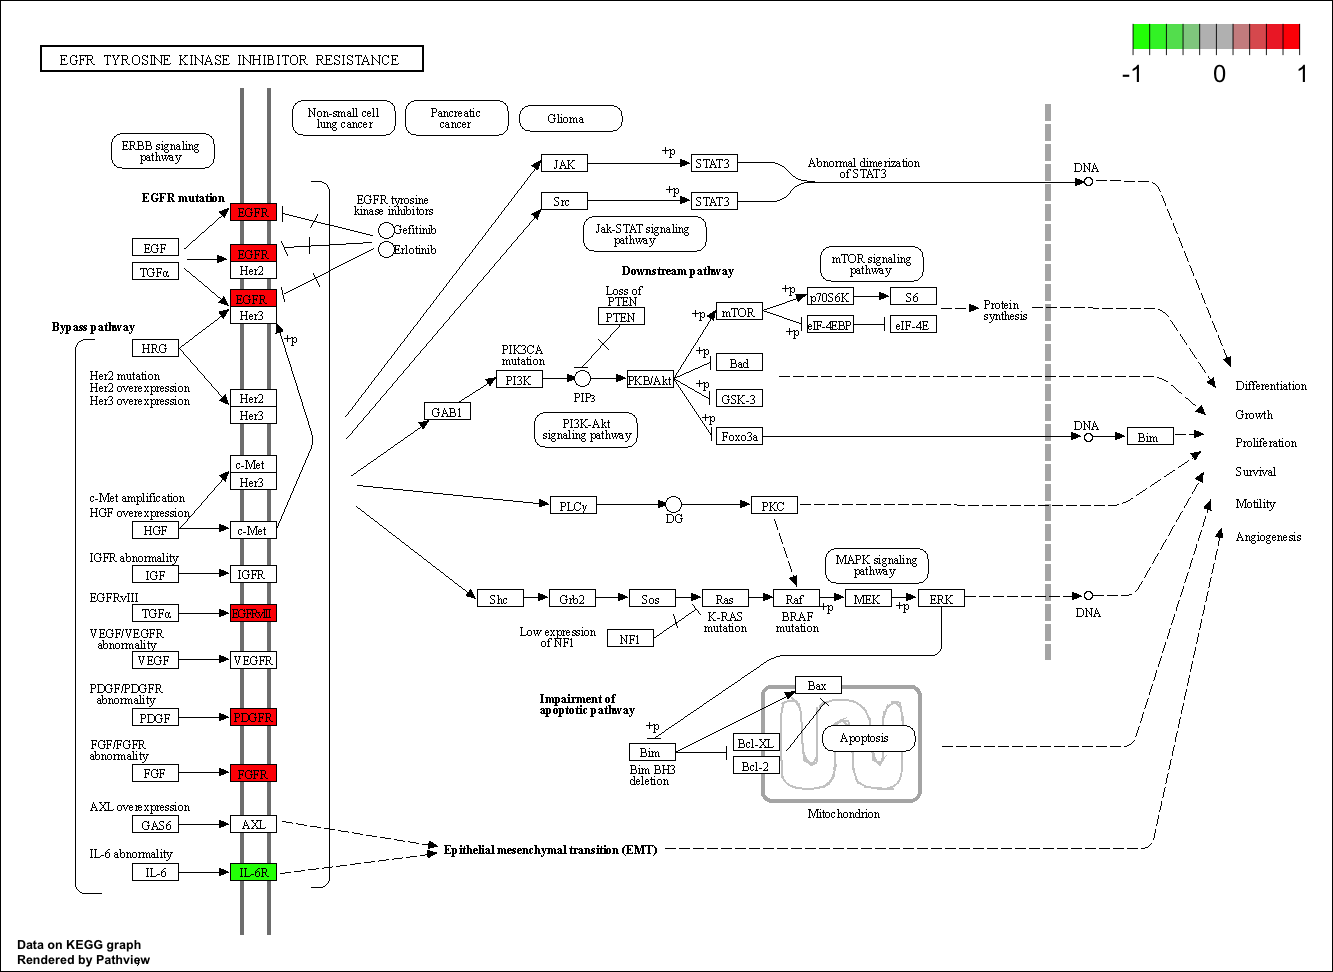 EGFR TYROSINE KINASE INHIBITOR RESISTANCE
-1 0 1
Non-small cell
lung cancer
Pancreatic
cancer
Glioma
ERBB signaling
pathway
EGFR mutation
EGFR
EGF
TGFα
EGFR
Her2
EGFR
Her3
EGFR tyrosine
kinase inhibitors
Gefitinib
Erlotinib
JAK
+p
STAT3
Src
+p
STAT3
Abnormal dimerization
of STAT3
DNA
Jak-STAT signaling
pathway
Downstream pathway
mTOR signaling
pathway
Loss of
PTEN
PTEN
+p
mTOR
+p
p70S6K
S6
+p
eIF-4EBP
eIF-4E
Protein
synthesis
Bypass pathway
+p
HRG
Her2 mutation
Her2 overexpression
Her3 overexpression
Her2
Her3
PIK3CA
mutation
PI3K
PIP3
PKB/Akt
+p
Bad
+p
GSK-3
+p
Foxo3a
GAB1
PI3K-Akt
signaling pathway
DNA
Bim
Differentiation
Growth
Proliferation
Survival
Motility
Angiogenesis
c-Met
Her3
c-Met amplification
HGF overexpression
HGF
c-Met
PLCγ
DG
PKC
IGFR abnormality
IGF
IGFR
MAPK signaling
pathway
EGFRvIII
TGFα
EGFRvIII
Shc
Grb2
Sos
Ras
Raf
+p
MEK
+p
ERK
DNA
K-RAS
mutation
BRAF
mutation
Low expression
of NF1
NF1
VEGF/VEGFR
abnormality
VEGF
VEGFR
PDGF/PDGFR
abnormality
PDGF
PDGFR
Impairment of
apoptotic pathway
+p
Bim
Bim BH3
deletion
Bax
Bcl-XL
Bcl-2
Apoptosis
Mitochondrion
FGF/FGFR
abnormality
FGF
FGFR
AXL overexpression
GAS6
AXL
IL-6 abnormality
IL-6
IL-6R
Epithelial mesenchymal transition (EMT)
Data on KEGG graph
Rendered by Pathview